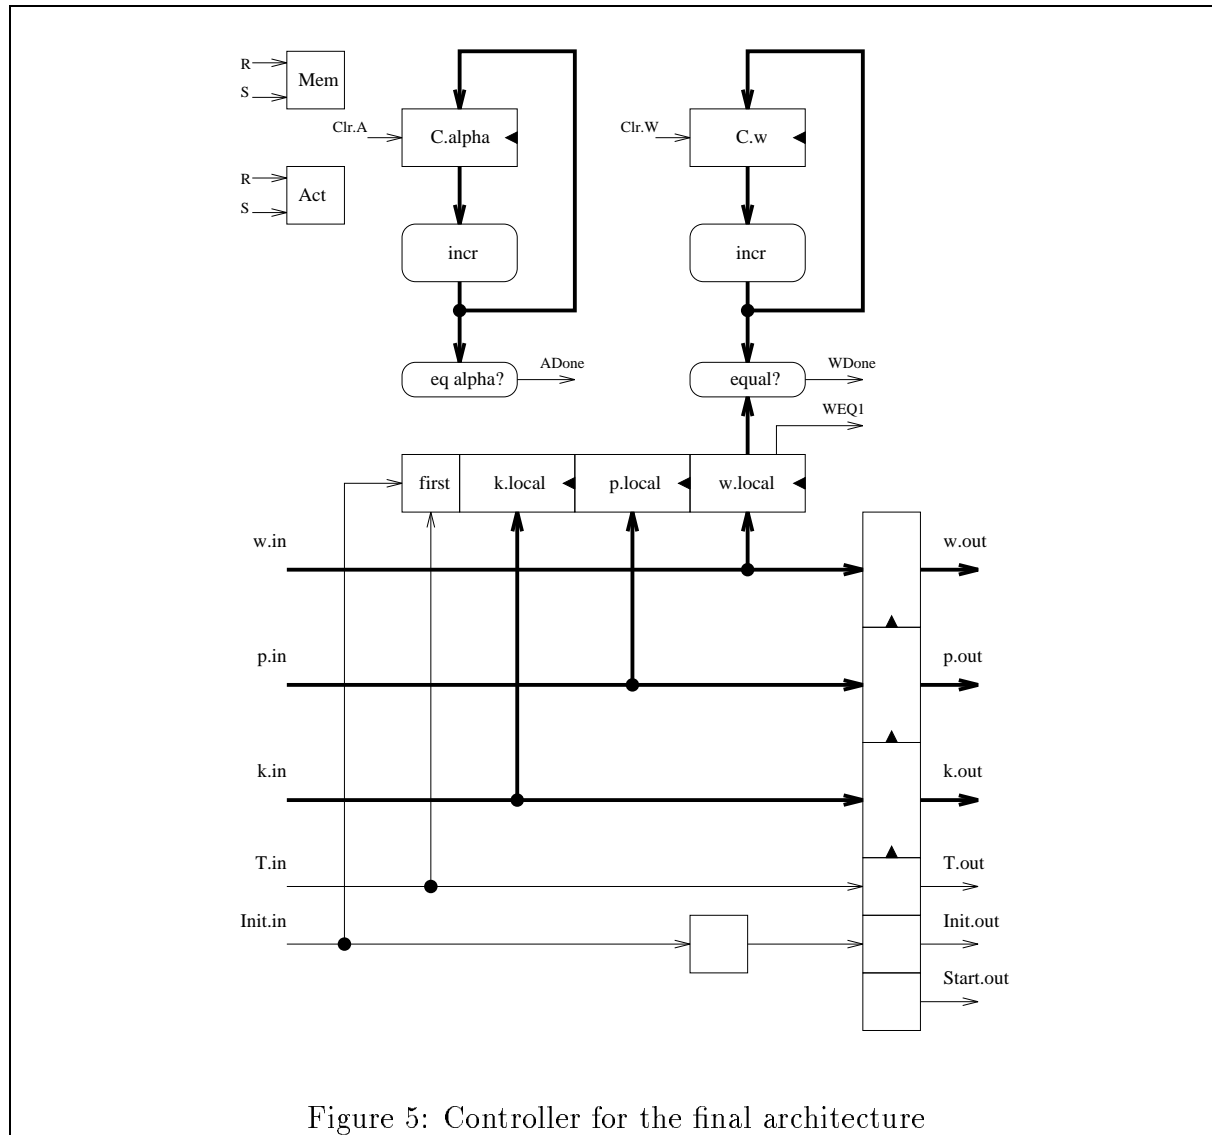 R
S
Mem
Clr.A
C.alpha
Clr.W
C.w
R
S
Act
incr
incr
eq alpha?
ADone
equal?
WDone
WEQ1
first
k.local
p.local
w.local
w.in
w.out
p.in
p.out
k.in
k.out
T.in
T.out
Init.in
Init.out
Start.out
Figure 5: Controller for the final architecture